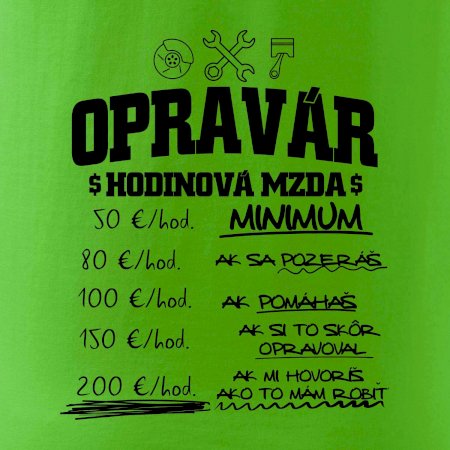 OPRAVÁR
$ HODINOVÁ MZDA $
50 €/hod. MINIMUM
80 €/hod. AK SA POZERÁŠ
100 €/hod. AK POMÁHAŠ
150 €/hod. AK SI TO SKÔR
OPRAVOVAL
200 €/hod. AK MI HOVORÍŠ
AKO TO MÁM ROBIŤ